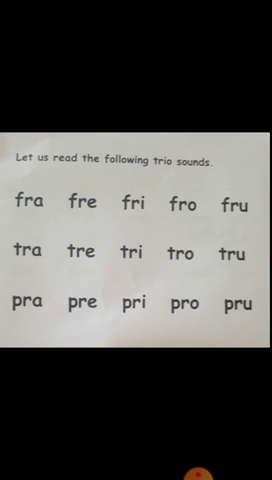 Let us read the following trio sounds.
fra fre fri fro fru
tra tre tri tro tru
pra pre pri pro pru